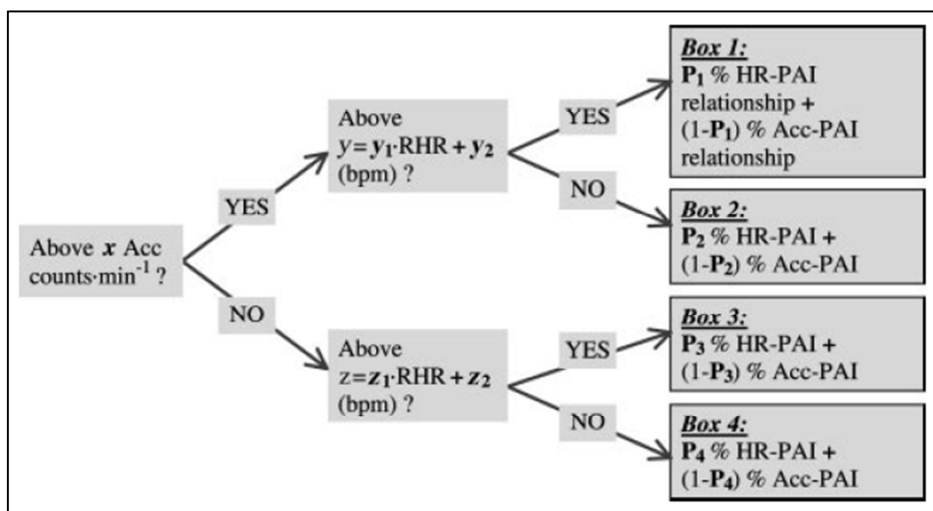 Above x Acc
counts·min⁻¹ ?
YES
NO
Above
y=y₁·RHR + y₂
(bpm) ?
YES
NO
Above
z=z₁·RHR + z₂
(bpm) ?
YES
NO
Box 1:
P₁ % HR-PAI
relationship +
(1-P₁) % Acc-PAI
relationship
Box 2:
P₂ % HR-PAI +
(1-P₂) % Acc-PAI
Box 3:
P₃ % HR-PAI +
(1-P₃) % Acc-PAI
Box 4:
P₄ % HR-PAI +
(1-P₄) % Acc-PAI